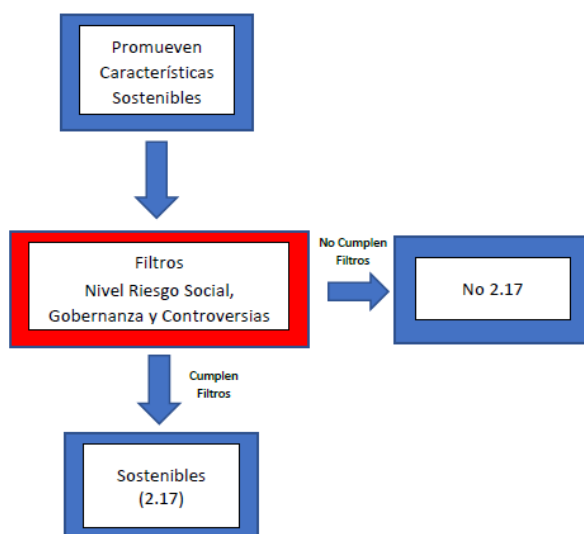 Promueven
Características
Sostenibles
Filtros
Nivel Riesgo Social,
Gobernanza y Controversias
No Cumplen
Filtros
No 2.17
Cumplen
Filtros
Sostenibles
(2.17)